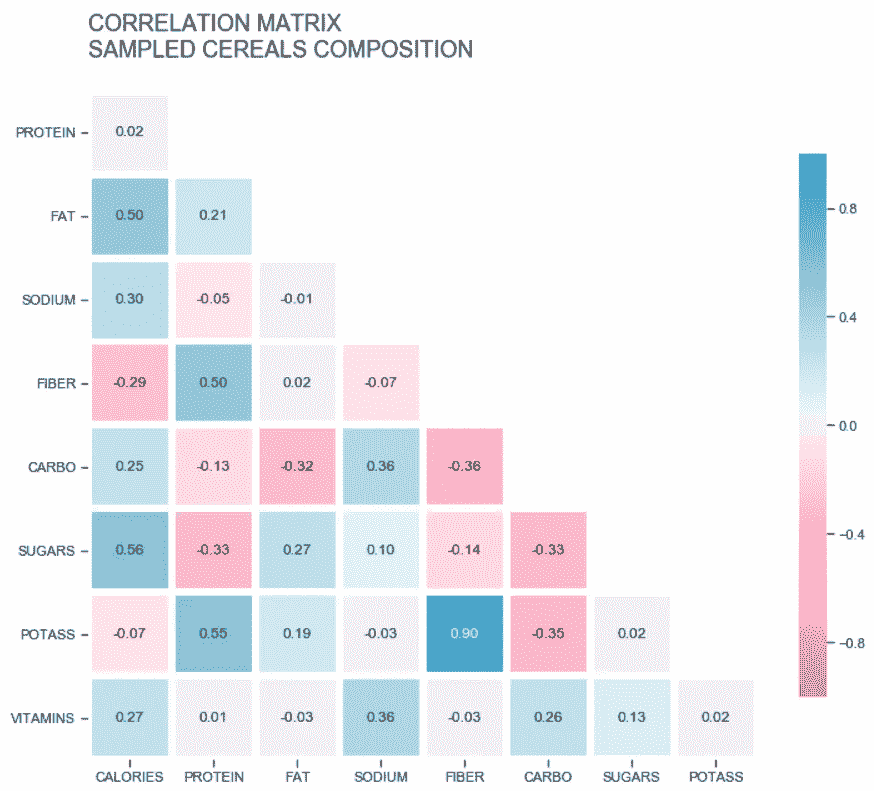 CORRELATION MATRIX
SAMPLED CEREALS COMPOSITION
PROTEIN 0.02
FAT 0.50 0.21
SODIUM 0.30 -0.05 -0.01
FIBER -0.29 0.50 0.02 -0.07
CARBO 0.25 -0.13 -0.32 0.36 -0.36
SUGARS 0.56 -0.33 0.27 0.10 -0.14 -0.33
POTASS -0.07 0.55 0.19 -0.03 0.90 -0.35 0.02
VITAMINS 0.27 0.01 -0.03 0.36 -0.03 0.26 0.13 0.02
CALORIES PROTEIN FAT SODIUM FIBER CARBO SUGARS POTASS
0.8
0.4
0.0
-0.4
-0.8